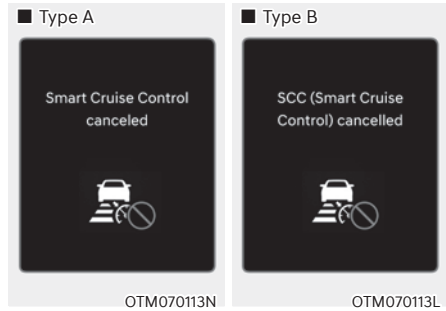 ■ Type A
Smart Cruise Control
canceled
OTM070113N
■ Type B
SCC (Smart Cruise
Control) cancelled
OTM070113L